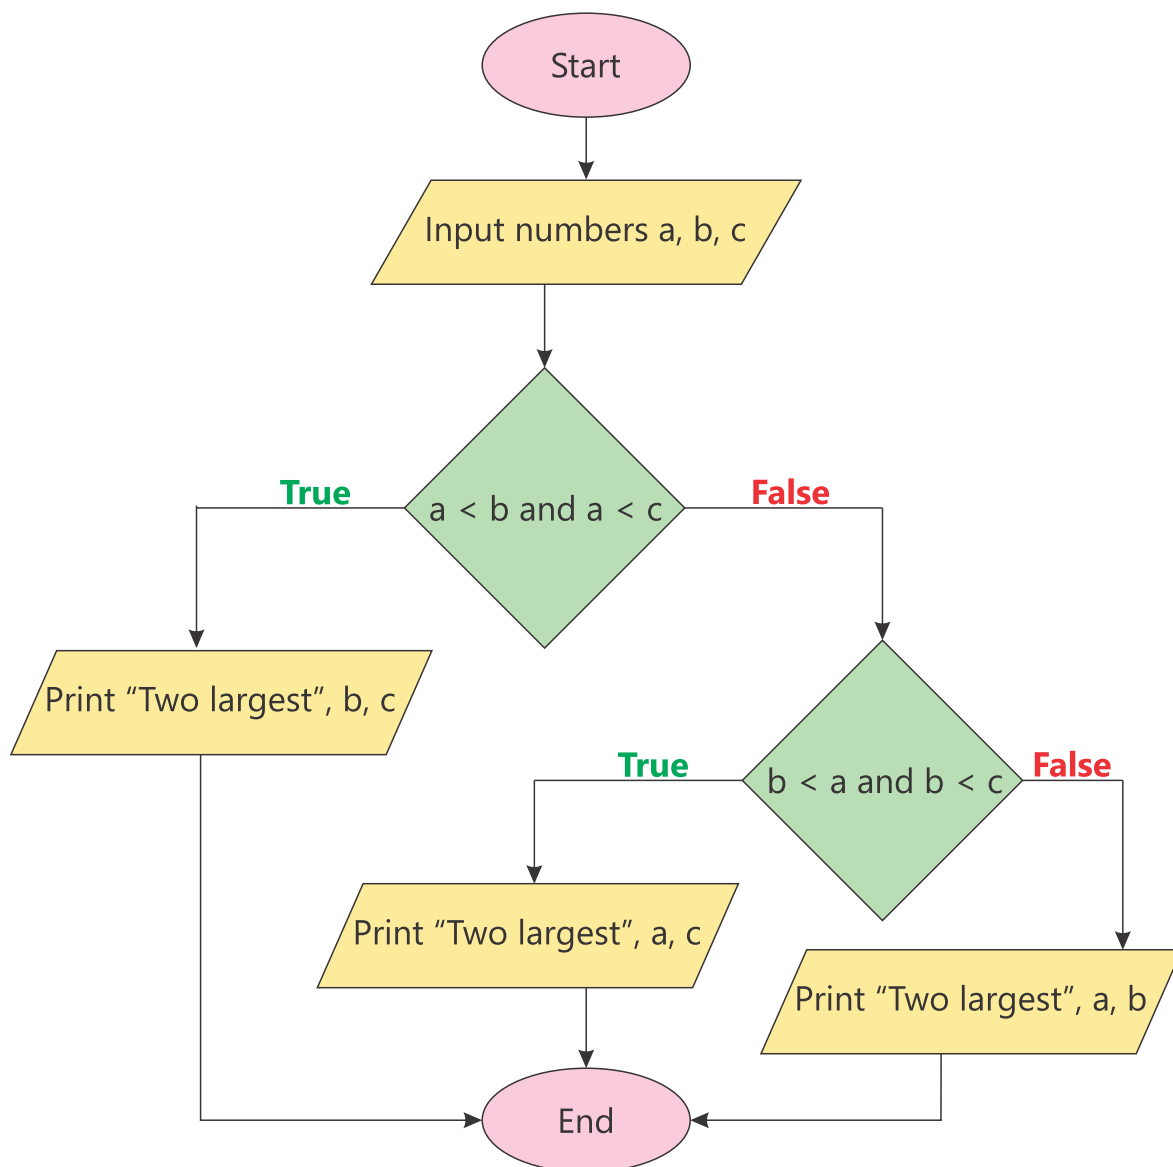 Start
Input numbers a, b, c
a < b and a < c
True
False
Print “Two largest”, b, c
b < a and b < c
True
False
Print “Two largest”, a, c
Print “Two largest”, a, b
End